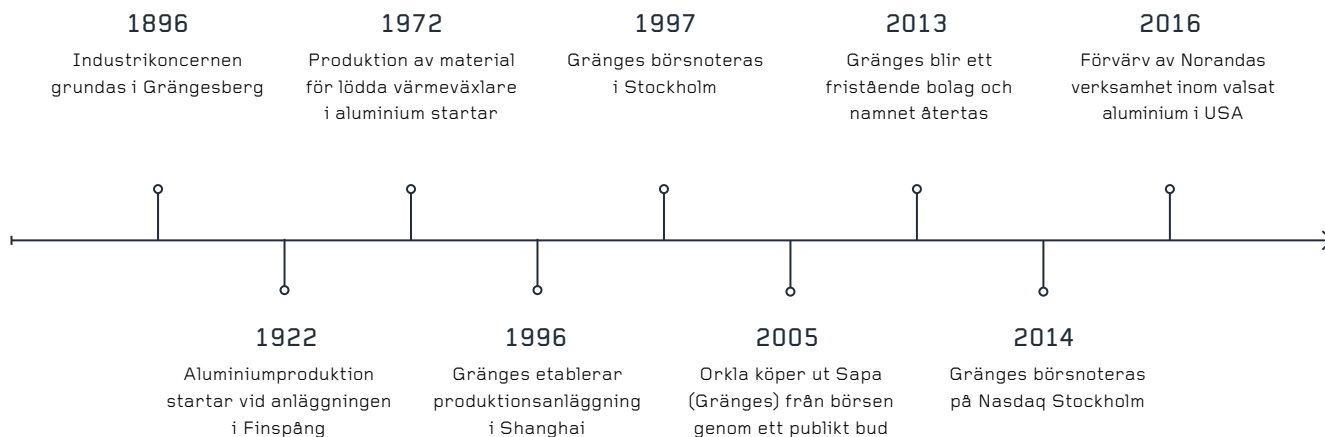 1896
Industrikoncernen
grundas i Grängesberg
1972
Produktion av material
för lödda värmeväxlare
i aluminium startar
1997
Gränges börsnoteras
i Stockholm
2013
Gränges blir ett
fristående bolag och
namnet återtas
2016
Förvärv av Norandas
verksamhet inom valsat
aluminium i USA
1922
Aluminiumproduktion
startar vid anläggningen
i Finspång
1996
Gränges etablerar
produktionsanläggning
i Shanghai
2005
Orkla köper ut Sapa
(Gränges) från börsen
genom ett publikt bud
2014
Gränges börsnoteras
på Nasdaq Stockholm